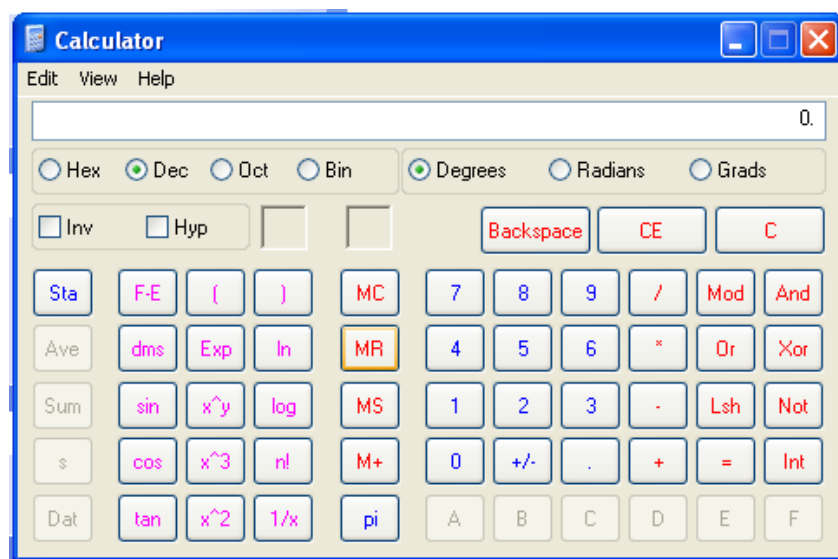 Calculator
Edit View Help
0.
Hex Dec Oct Bin Degrees Radians Grads
Inv Hyp Backspace CE C
Sta F-E ( ) MC 7 8 9 / Mod And
Ave dms Exp ln MR 4 5 6 * Or Xor
Sum sin x^y log MS 1 2 3 - Lsh Not
s cos x^3 n! M+ 0 +/- . + = Int
Dat tan x^2 1/x pi A B C D E F